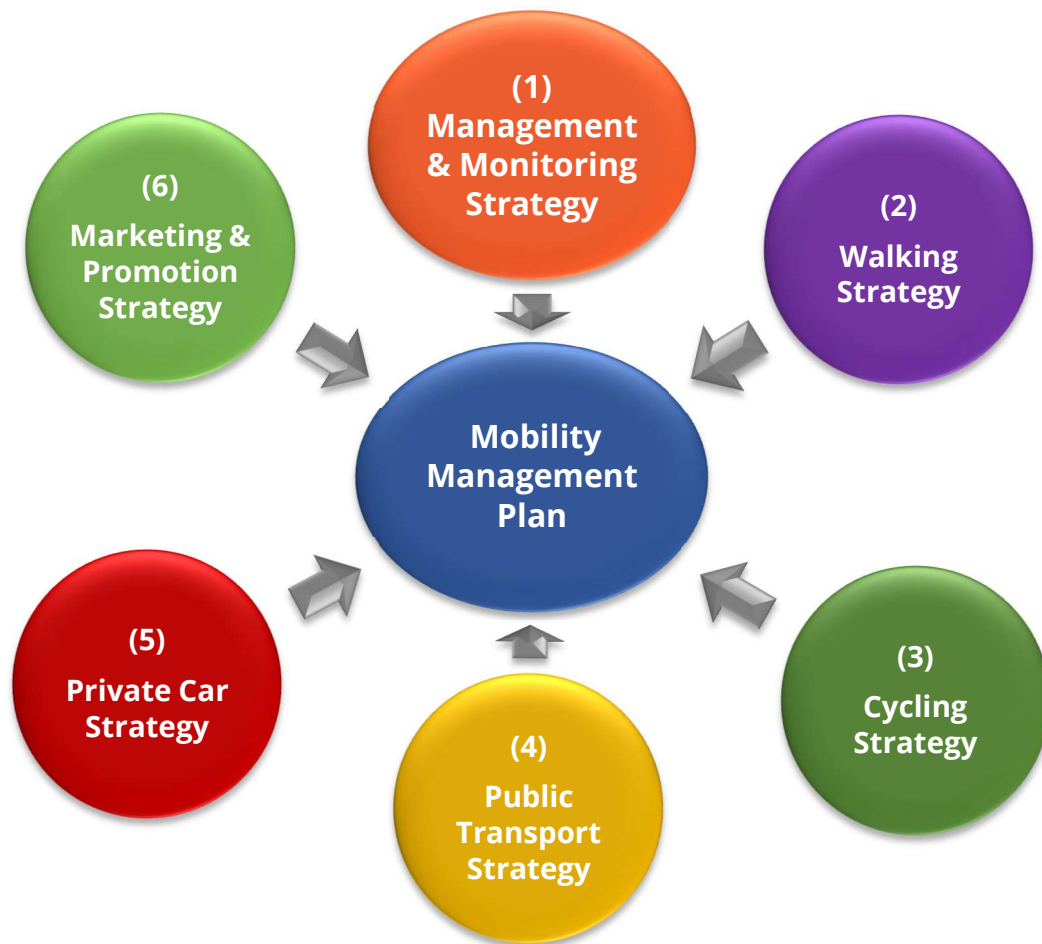 (1)
Management
& Monitoring
Strategy
(2)
Walking
Strategy
(3)
Cycling
Strategy
(4)
Public
Transport
Strategy
(5)
Private Car
Strategy
(6)
Marketing &
Promotion
Strategy
Mobility
Management
Plan